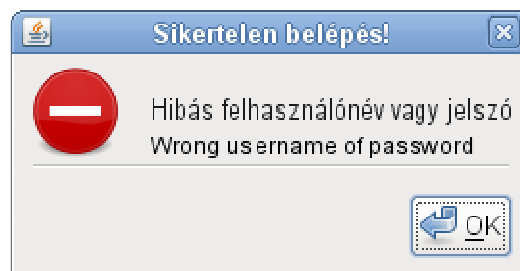 Sikertelen belépés!
Hibás felhasználónév vagy jelszó
Wrong username of password
OK